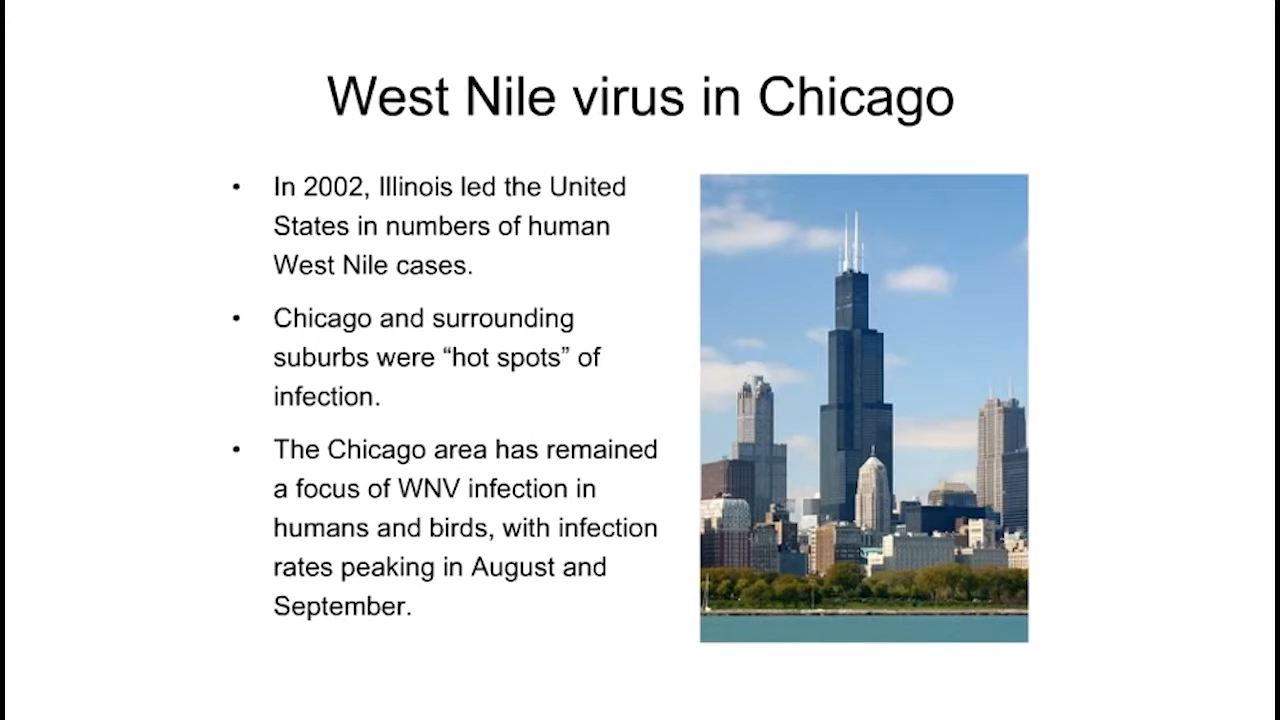 West Nile virus in Chicago
• In 2002, Illinois led the United
States in numbers of human
West Nile cases.
• Chicago and surrounding
suburbs were “hot spots” of
infection.
• The Chicago area has remained
a focus of WNV infection in
humans and birds, with infection
rates peaking in August and
September.